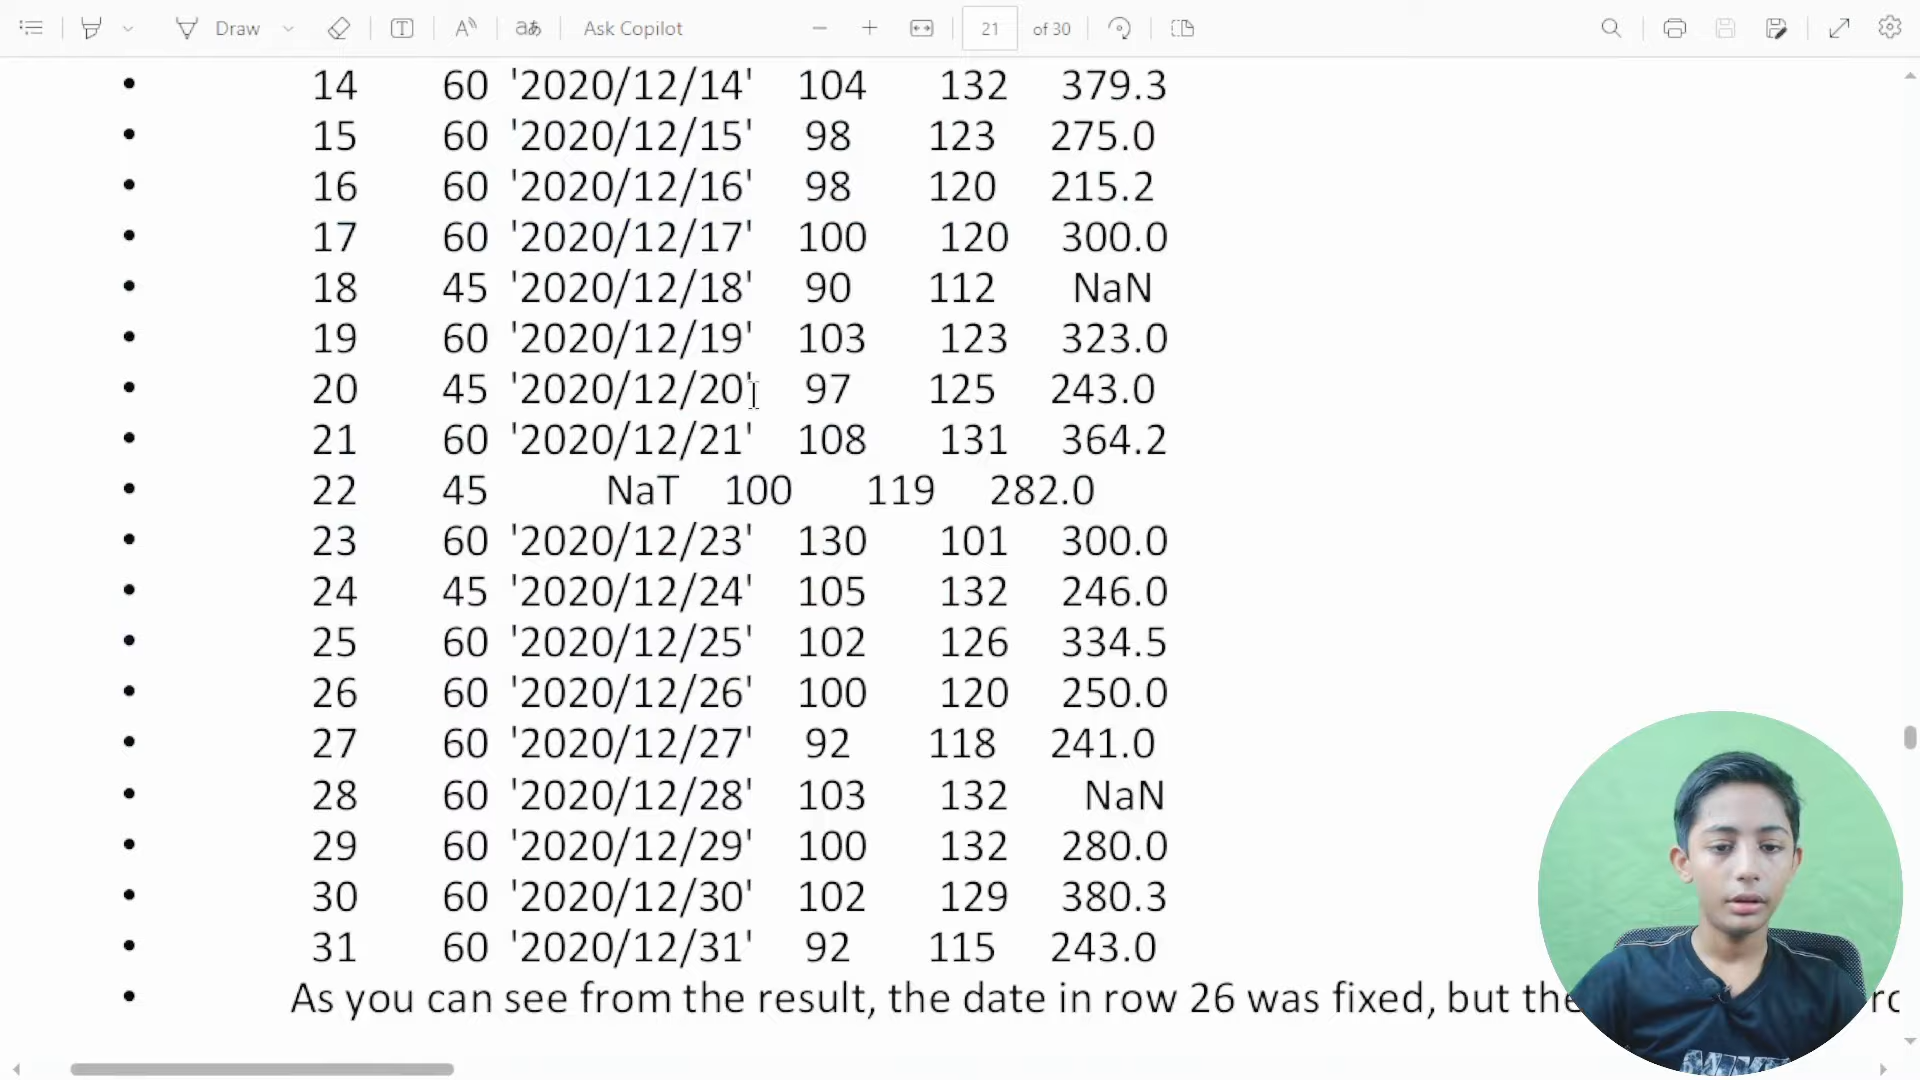 Draw Ask Copilot 21 of 30
• 14 60 '2020/12/14' 104 132 379.3
• 15 60 '2020/12/15' 98 123 275.0
• 16 60 '2020/12/16' 98 120 215.2
• 17 60 '2020/12/17' 100 120 300.0
• 18 45 '2020/12/18' 90 112 NaN
• 19 60 '2020/12/19' 103 123 323.0
• 20 45 '2020/12/20' 97 125 243.0
• 21 60 '2020/12/21' 108 131 364.2
• 22 45 NaT 100 119 282.0
• 23 60 '2020/12/23' 130 101 300.0
• 24 45 '2020/12/24' 105 132 246.0
• 25 60 '2020/12/25' 102 126 334.5
• 26 60 '2020/12/26' 100 120 250.0
• 27 60 '2020/12/27' 92 118 241.0
• 28 60 '2020/12/28' 103 132 NaN
• 29 60 '2020/12/29' 100 132 280.0
• 30 60 '2020/12/30' 102 129 380.3
• 31 60 '2020/12/31' 92 115 243.0
• As you can see from the result, the date in row 26 was fixed, but the